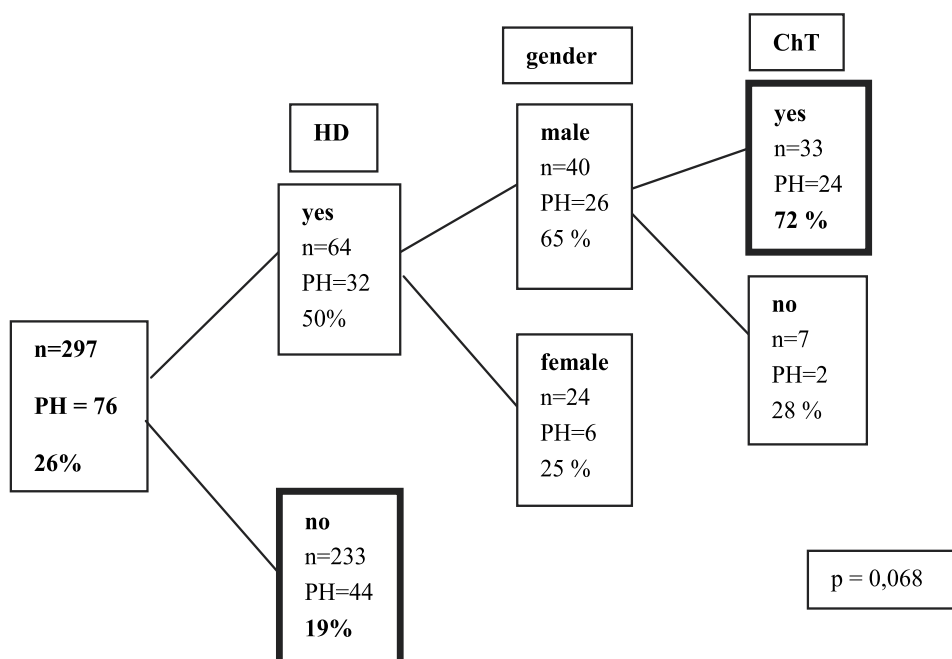 n=297
PH = 76
26%
HD
yes
n=64
PH=32
50%
no
n=233
PH=44
19%
gender
male
n=40
PH=26
65 %
female
n=24
PH=6
25 %
ChT
yes
n=33
PH=24
72 %
no
n=7
PH=2
28 %
p = 0,068